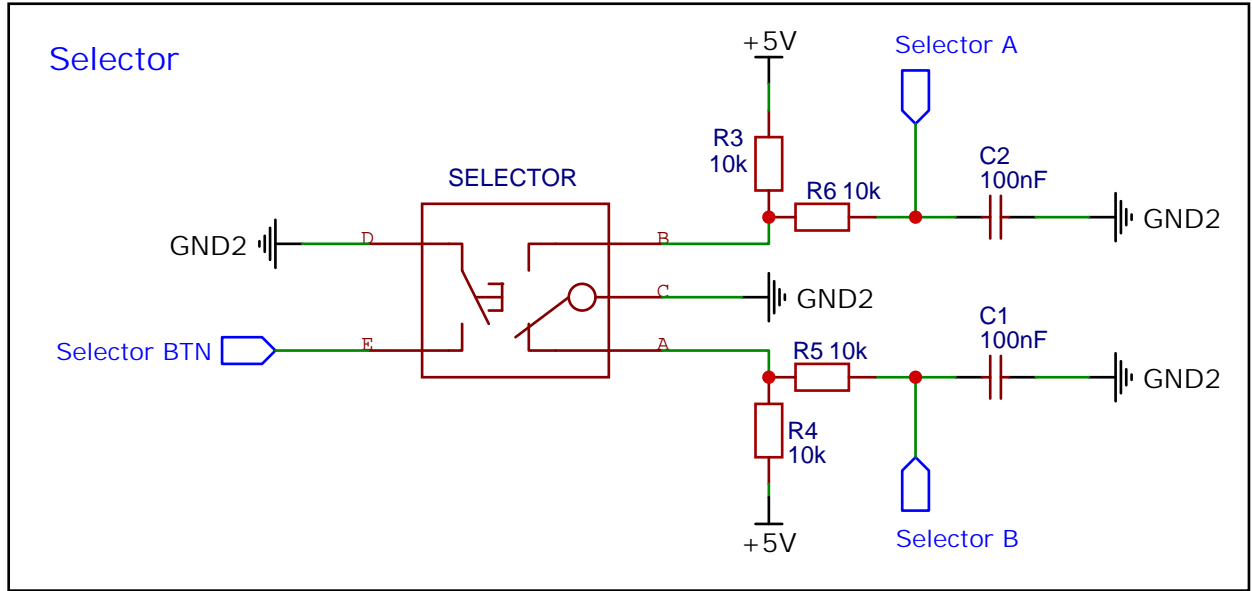 Selector
+5V
Selector A
R3
10k
C2
100nF
SELECTOR
R6 10k
GND2
D
B
GND2
C
GND2
C1
100nF
Selector BTN
E
A
R5 10k
GND2
R4
10k
+5V
Selector B